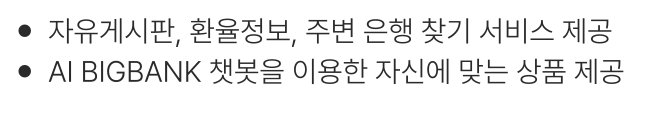 • 자유게시판, 환율정보, 주변 은행 찾기 서비스 제공
• AI BIGBANK 챗봇을 이용한 자신에 맞는 상품 제공